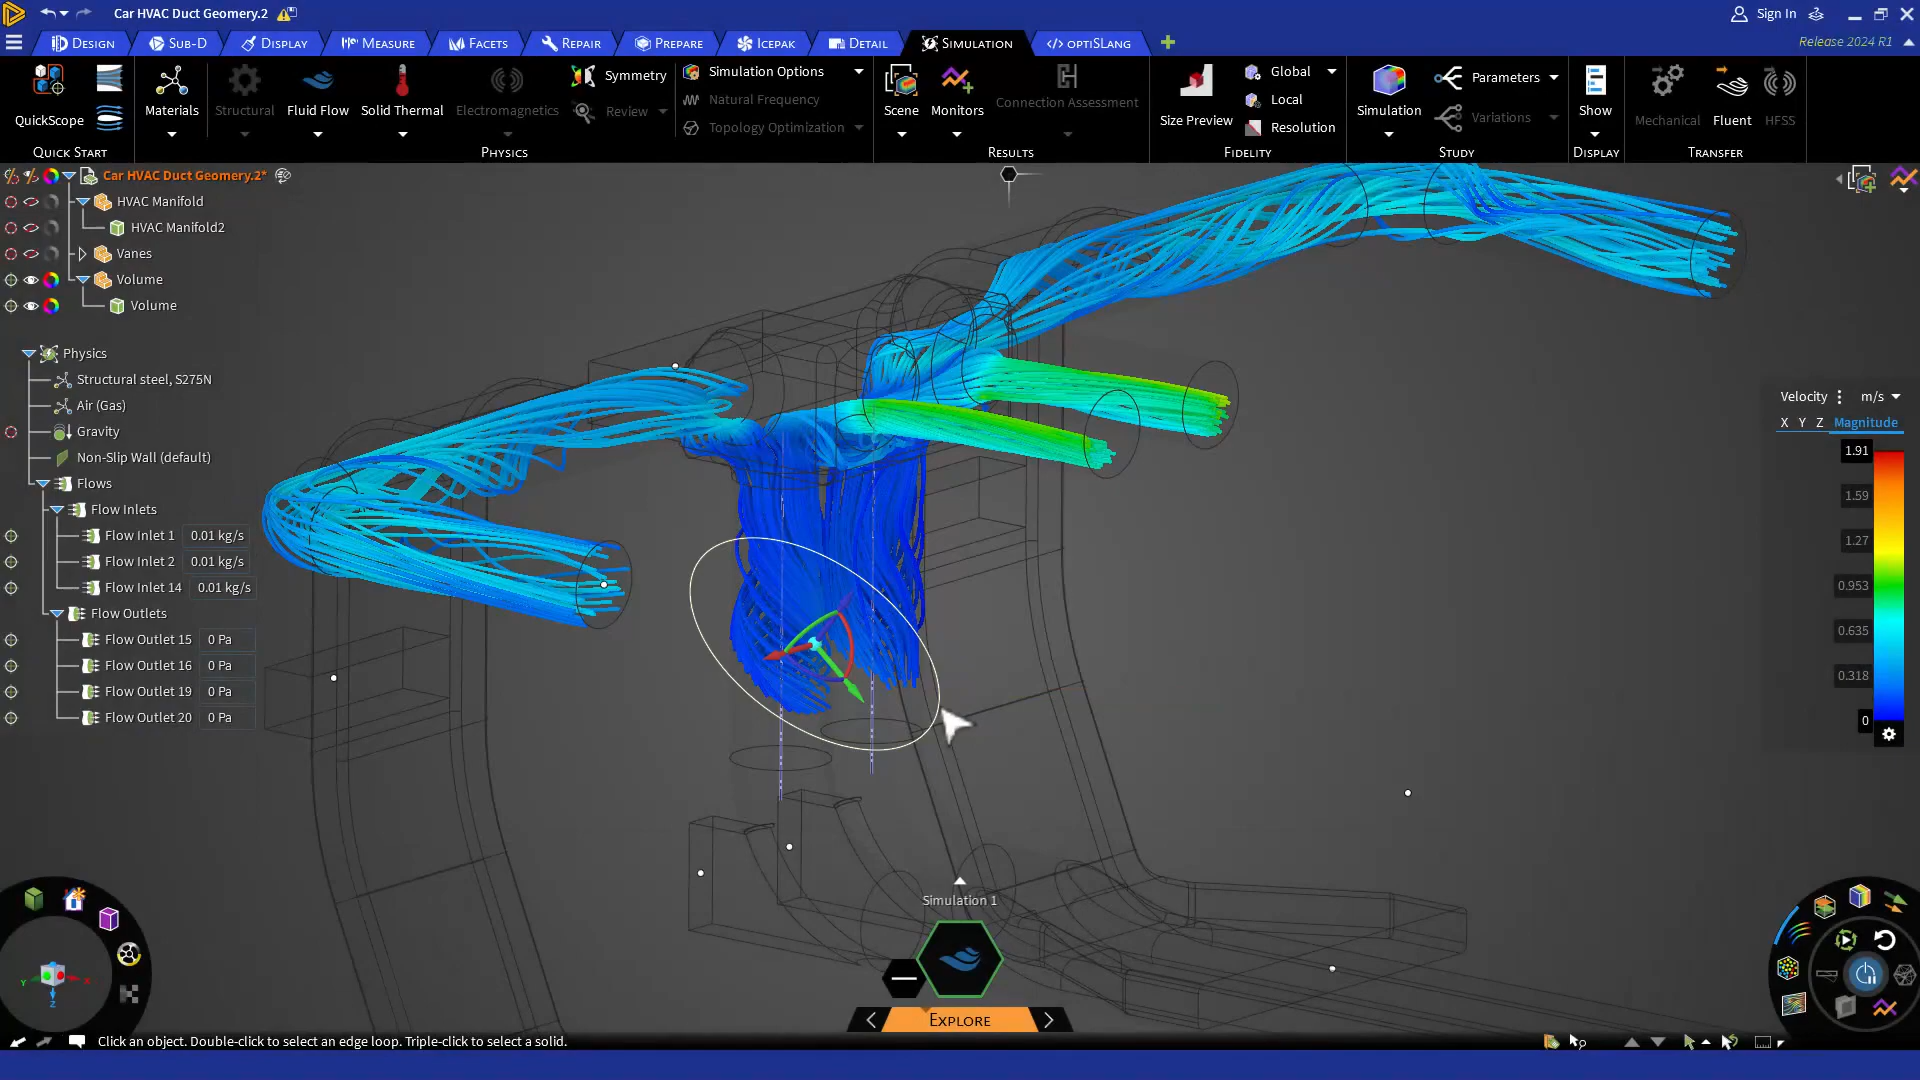 Car HVAC Duct Geomery.2
Sign In
Design
Sub-D
Display
Measure
Facets
Repair
Prepare
Icepak
Detail
Simulation
optiSLang
Release 2024 R1
QuickScope
Quick Start
Materials
Structural
Fluid Flow
Solid Thermal
Electromagnetics
Symmetry
Review
Simulation Options
Natural Frequency
Topology Optimization
Physics
Scene
Monitors
Connection Assessment
Results
Size Preview
Global
Local
Resolution
Fidelity
Simulation
Parameters
Variations
Study
Show
Display
Mechanical
Fluent
HFSS
Transfer
Car HVAC Duct Geomery.2*
HVAC Manifold
HVAC Manifold2
Vanes
Volume
Volume
Physics
Structural steel, S275N
Air (Gas)
Gravity
Non-Slip Wall (default)
Flows
Flow Inlets
Flow Inlet 1 0.01 kg/s
Flow Inlet 2 0.01 kg/s
Flow Inlet 14 0.01 kg/s
Flow Outlets
Flow Outlet 15 0 Pa
Flow Outlet 16 0 Pa
Flow Outlet 19 0 Pa
Flow Outlet 20 0 Pa
Velocity m/s
X Y Z Magnitude
1.91
1.59
1.27
0.953
0.635
0.318
0
Simulation 1
Explore
Y X
Z
Click an object. Double-click to select an edge loop. Triple-click to select a solid.